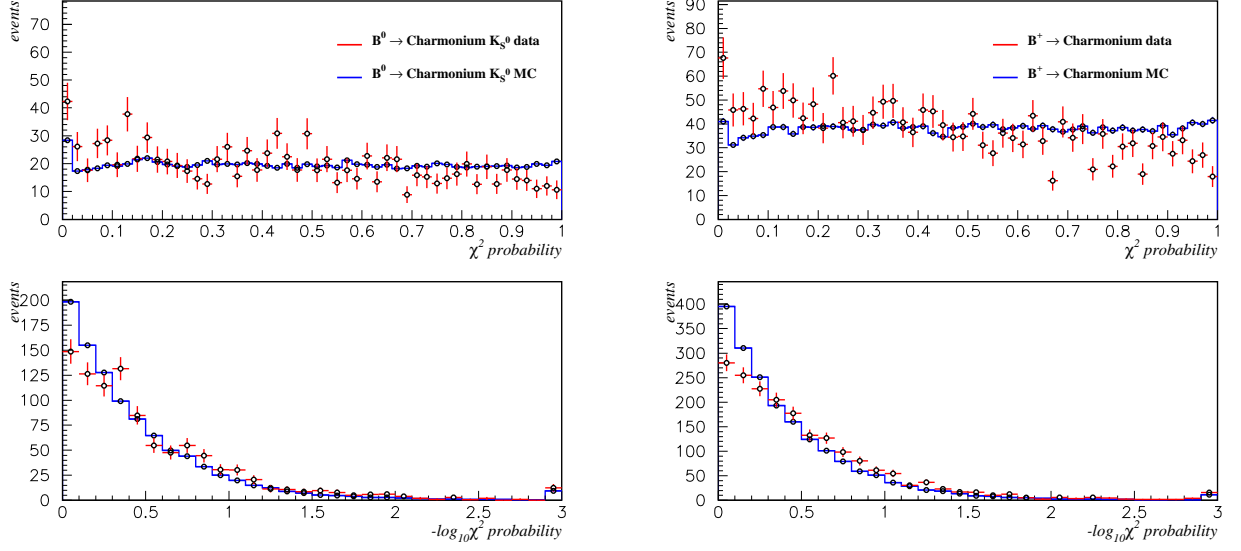 events
80
70
60
50
40
30
20
10
0
B⁰ → Charmonium K_S⁰ data
B⁰ → Charmonium K_S⁰ MC
0 0.1 0.2 0.3 0.4 0.5 0.6 0.7 0.8 0.9 1
χ² probability
events
90
80
70
60
50
40
30
20
10
0
B⁺ → Charmonium data
B⁺ → Charmonium MC
0 0.1 0.2 0.3 0.4 0.5 0.6 0.7 0.8 0.9 1
χ² probability
events
200
175
150
125
100
75
50
25
0
0 0.5 1 1.5 2 2.5 3
-log₁₀χ² probability
events
400
350
300
250
200
150
100
50
0
0 0.5 1 1.5 2 2.5 3
-log₁₀χ² probability